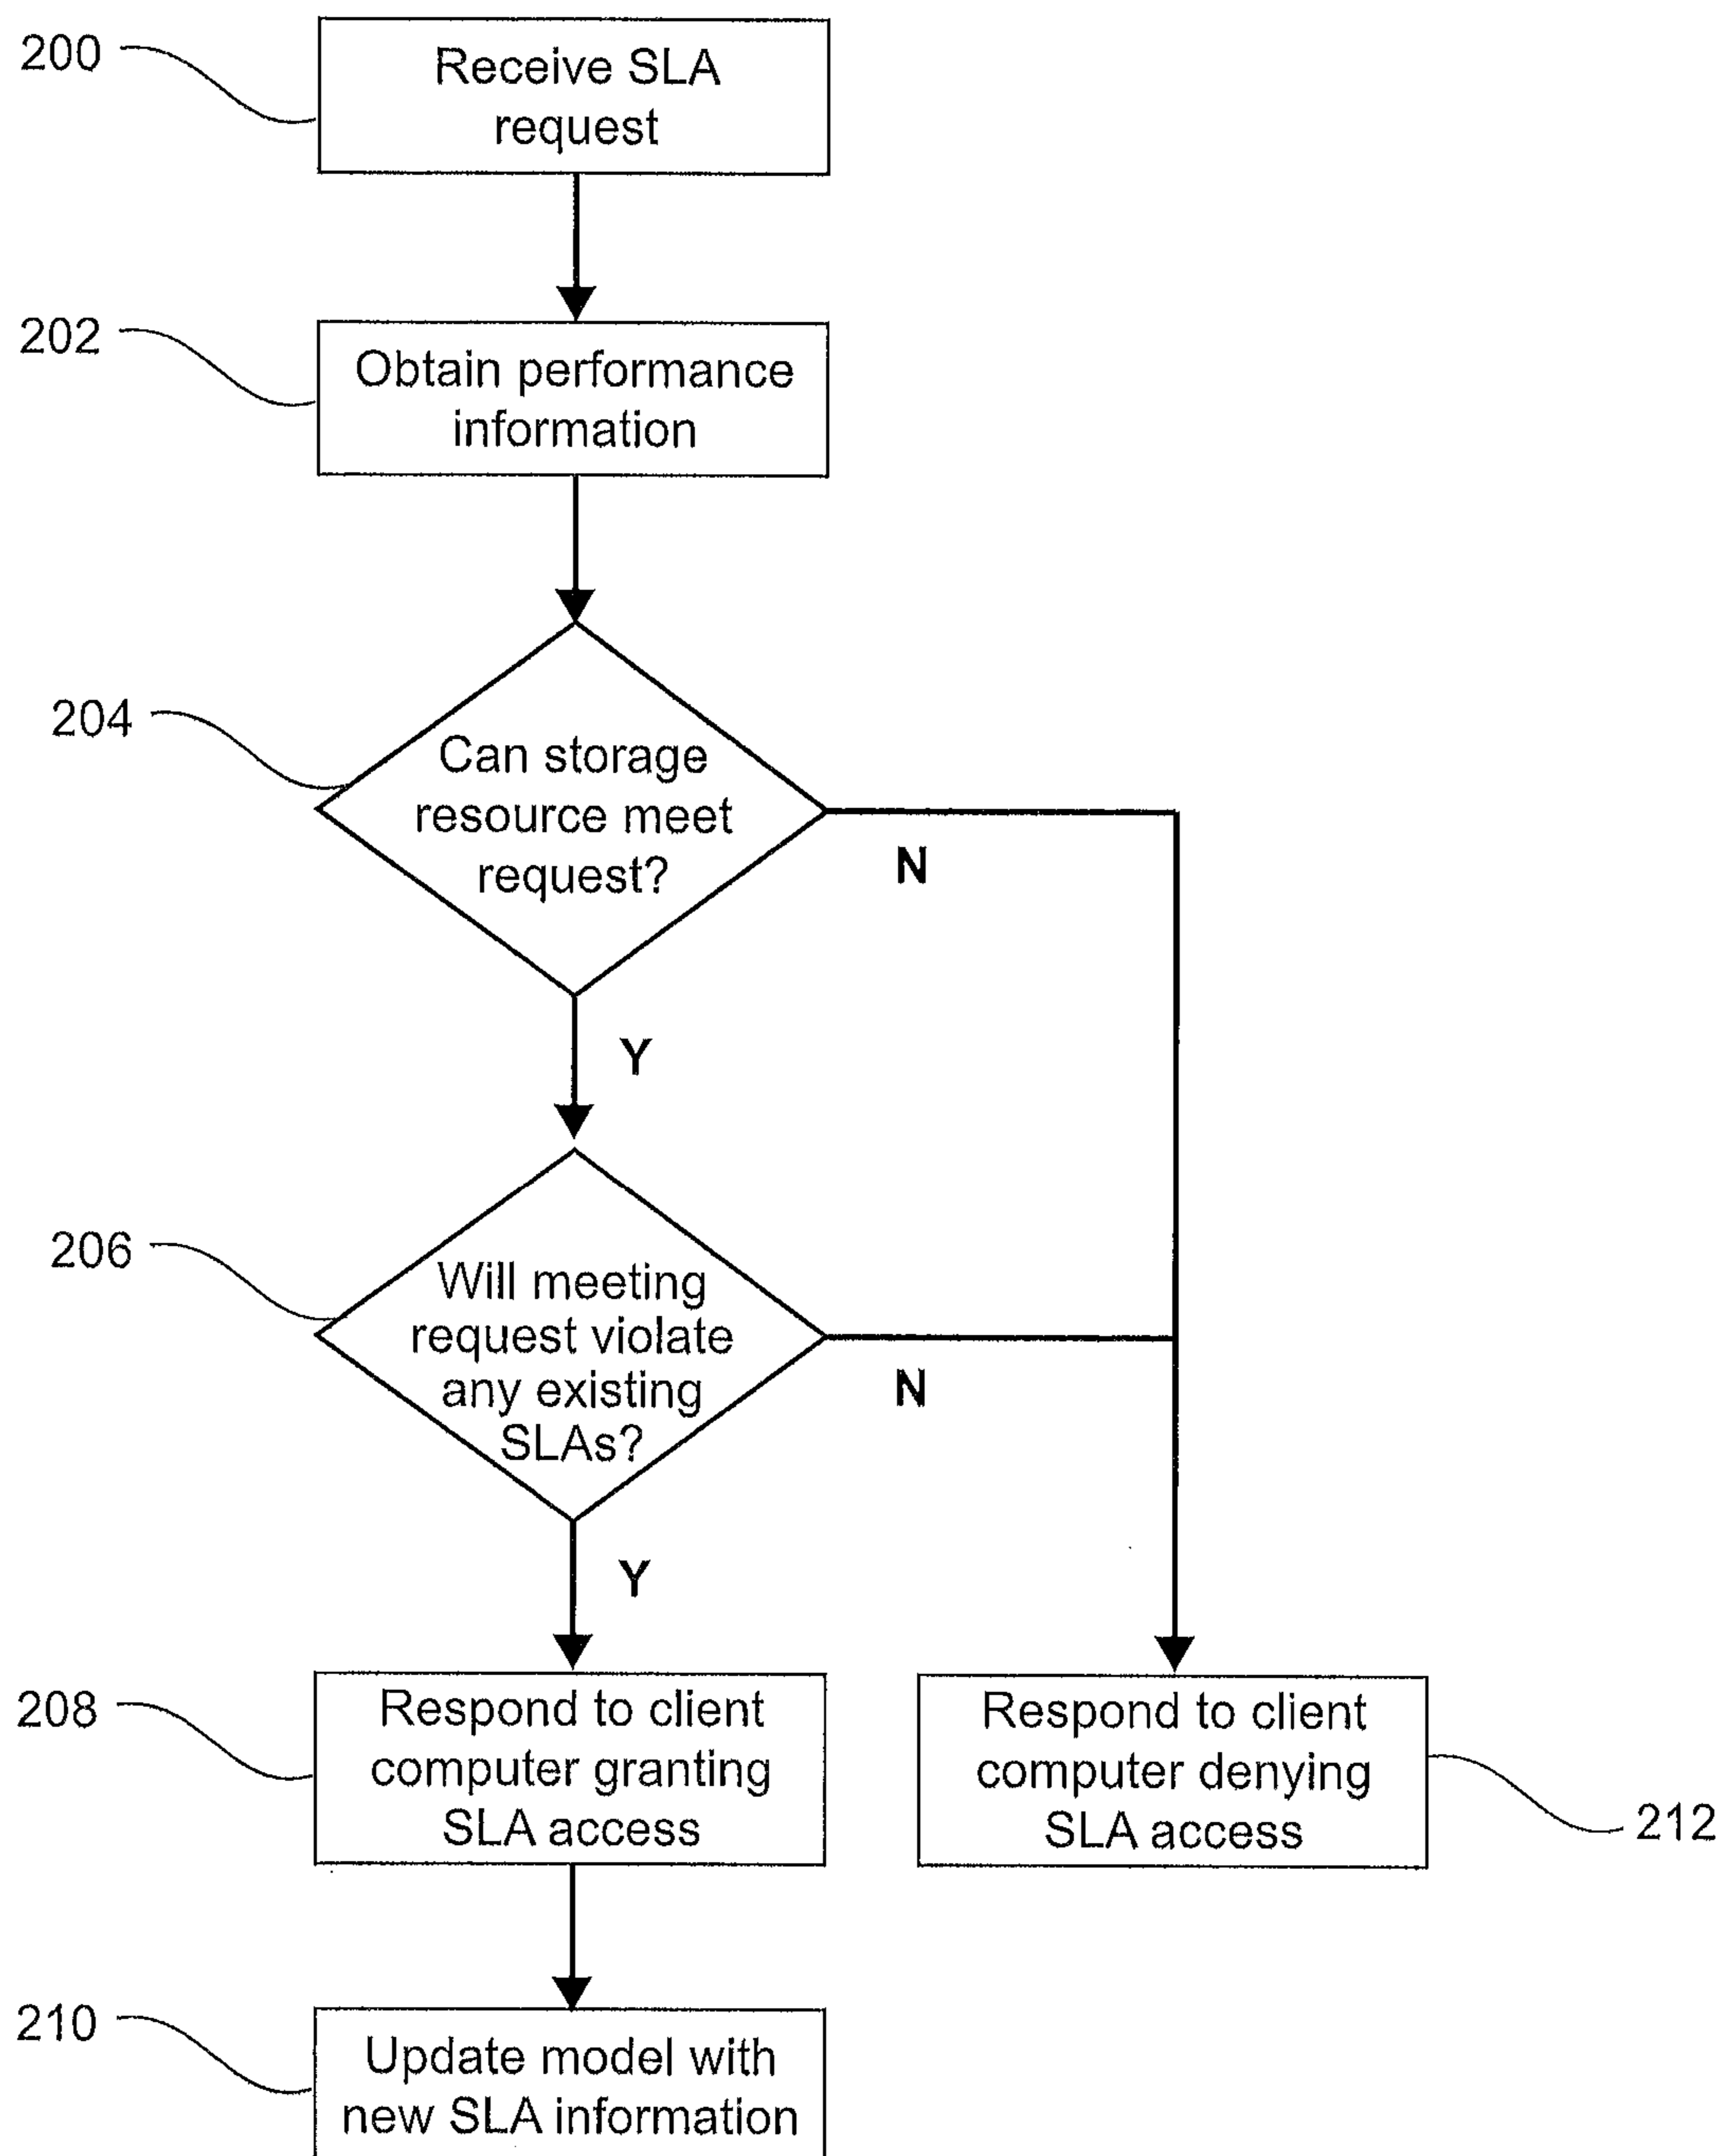 200
Receive SLA
request
202
Obtain performance
information
204
Can storage
resource meet
request?
N
Y
206
Will meeting
request violate
any existing
SLAs?
N
Y
208
Respond to client
computer granting
SLA access
Respond to client
computer denying
SLA access
212
210
Update model with
new SLA information